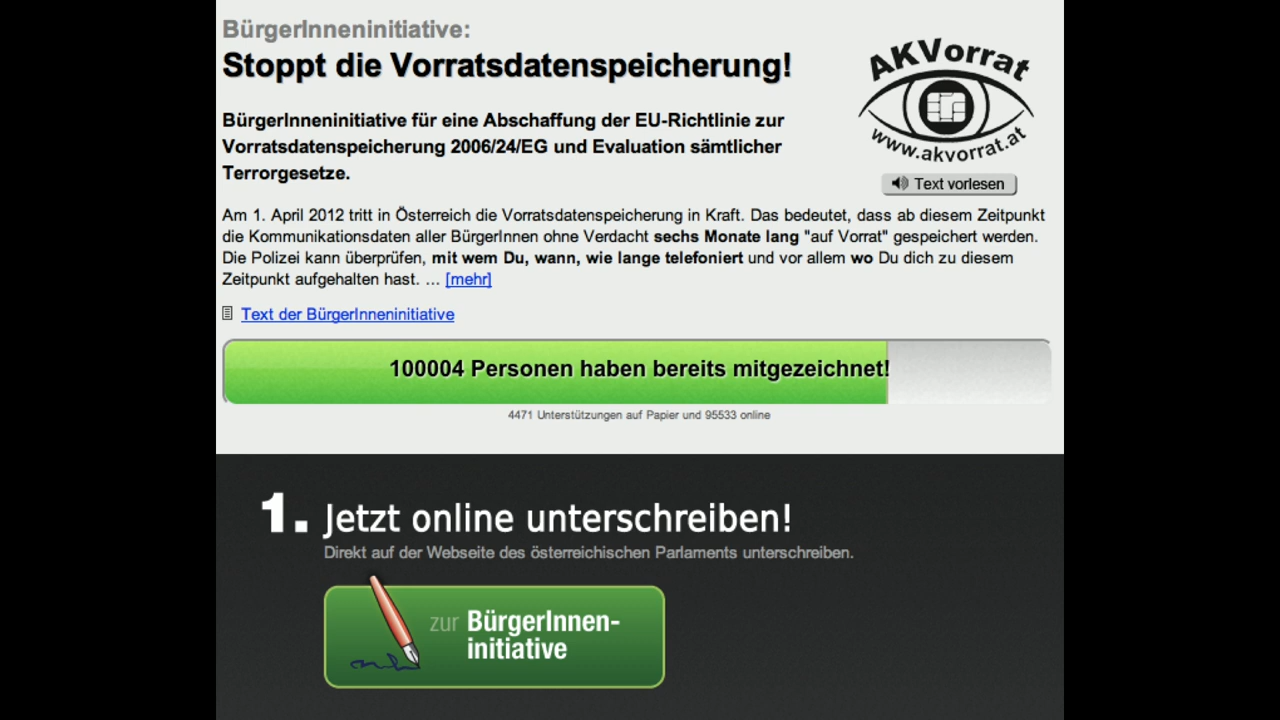 BürgerInneninitiative:
Stoppt die Vorratsdatenspeicherung!
AKVorrat
www.akvorrat.at
Text vorlesen
BürgerInneninitiative für eine Abschaffung der EU-Richtlinie zur
Vorratsdatenspeicherung 2006/24/EG und Evaluation sämtlicher
Terrorgesetze.
Am 1. April 2012 tritt in Österreich die Vorratsdatenspeicherung in Kraft. Das bedeutet, dass ab diesem Zeitpunkt
die Kommunikationsdaten aller BürgerInnen ohne Verdacht sechs Monate lang "auf Vorrat" gespeichert werden.
Die Polizei kann überprüfen, mit wem Du, wann, wie lange telefoniert und vor allem wo Du dich zu diesem
Zeitpunkt aufgehalten hast. ... [mehr]
Text der BürgerInneninitiative
100004 Personen haben bereits mitgezeichnet!
4471 Unterstützungen auf Papier und 95533 online
1. Jetzt online unterschreiben!
Direkt auf der Webseite des österreichischen Parlaments unterschreiben.
zur BürgerInnen-
initiative